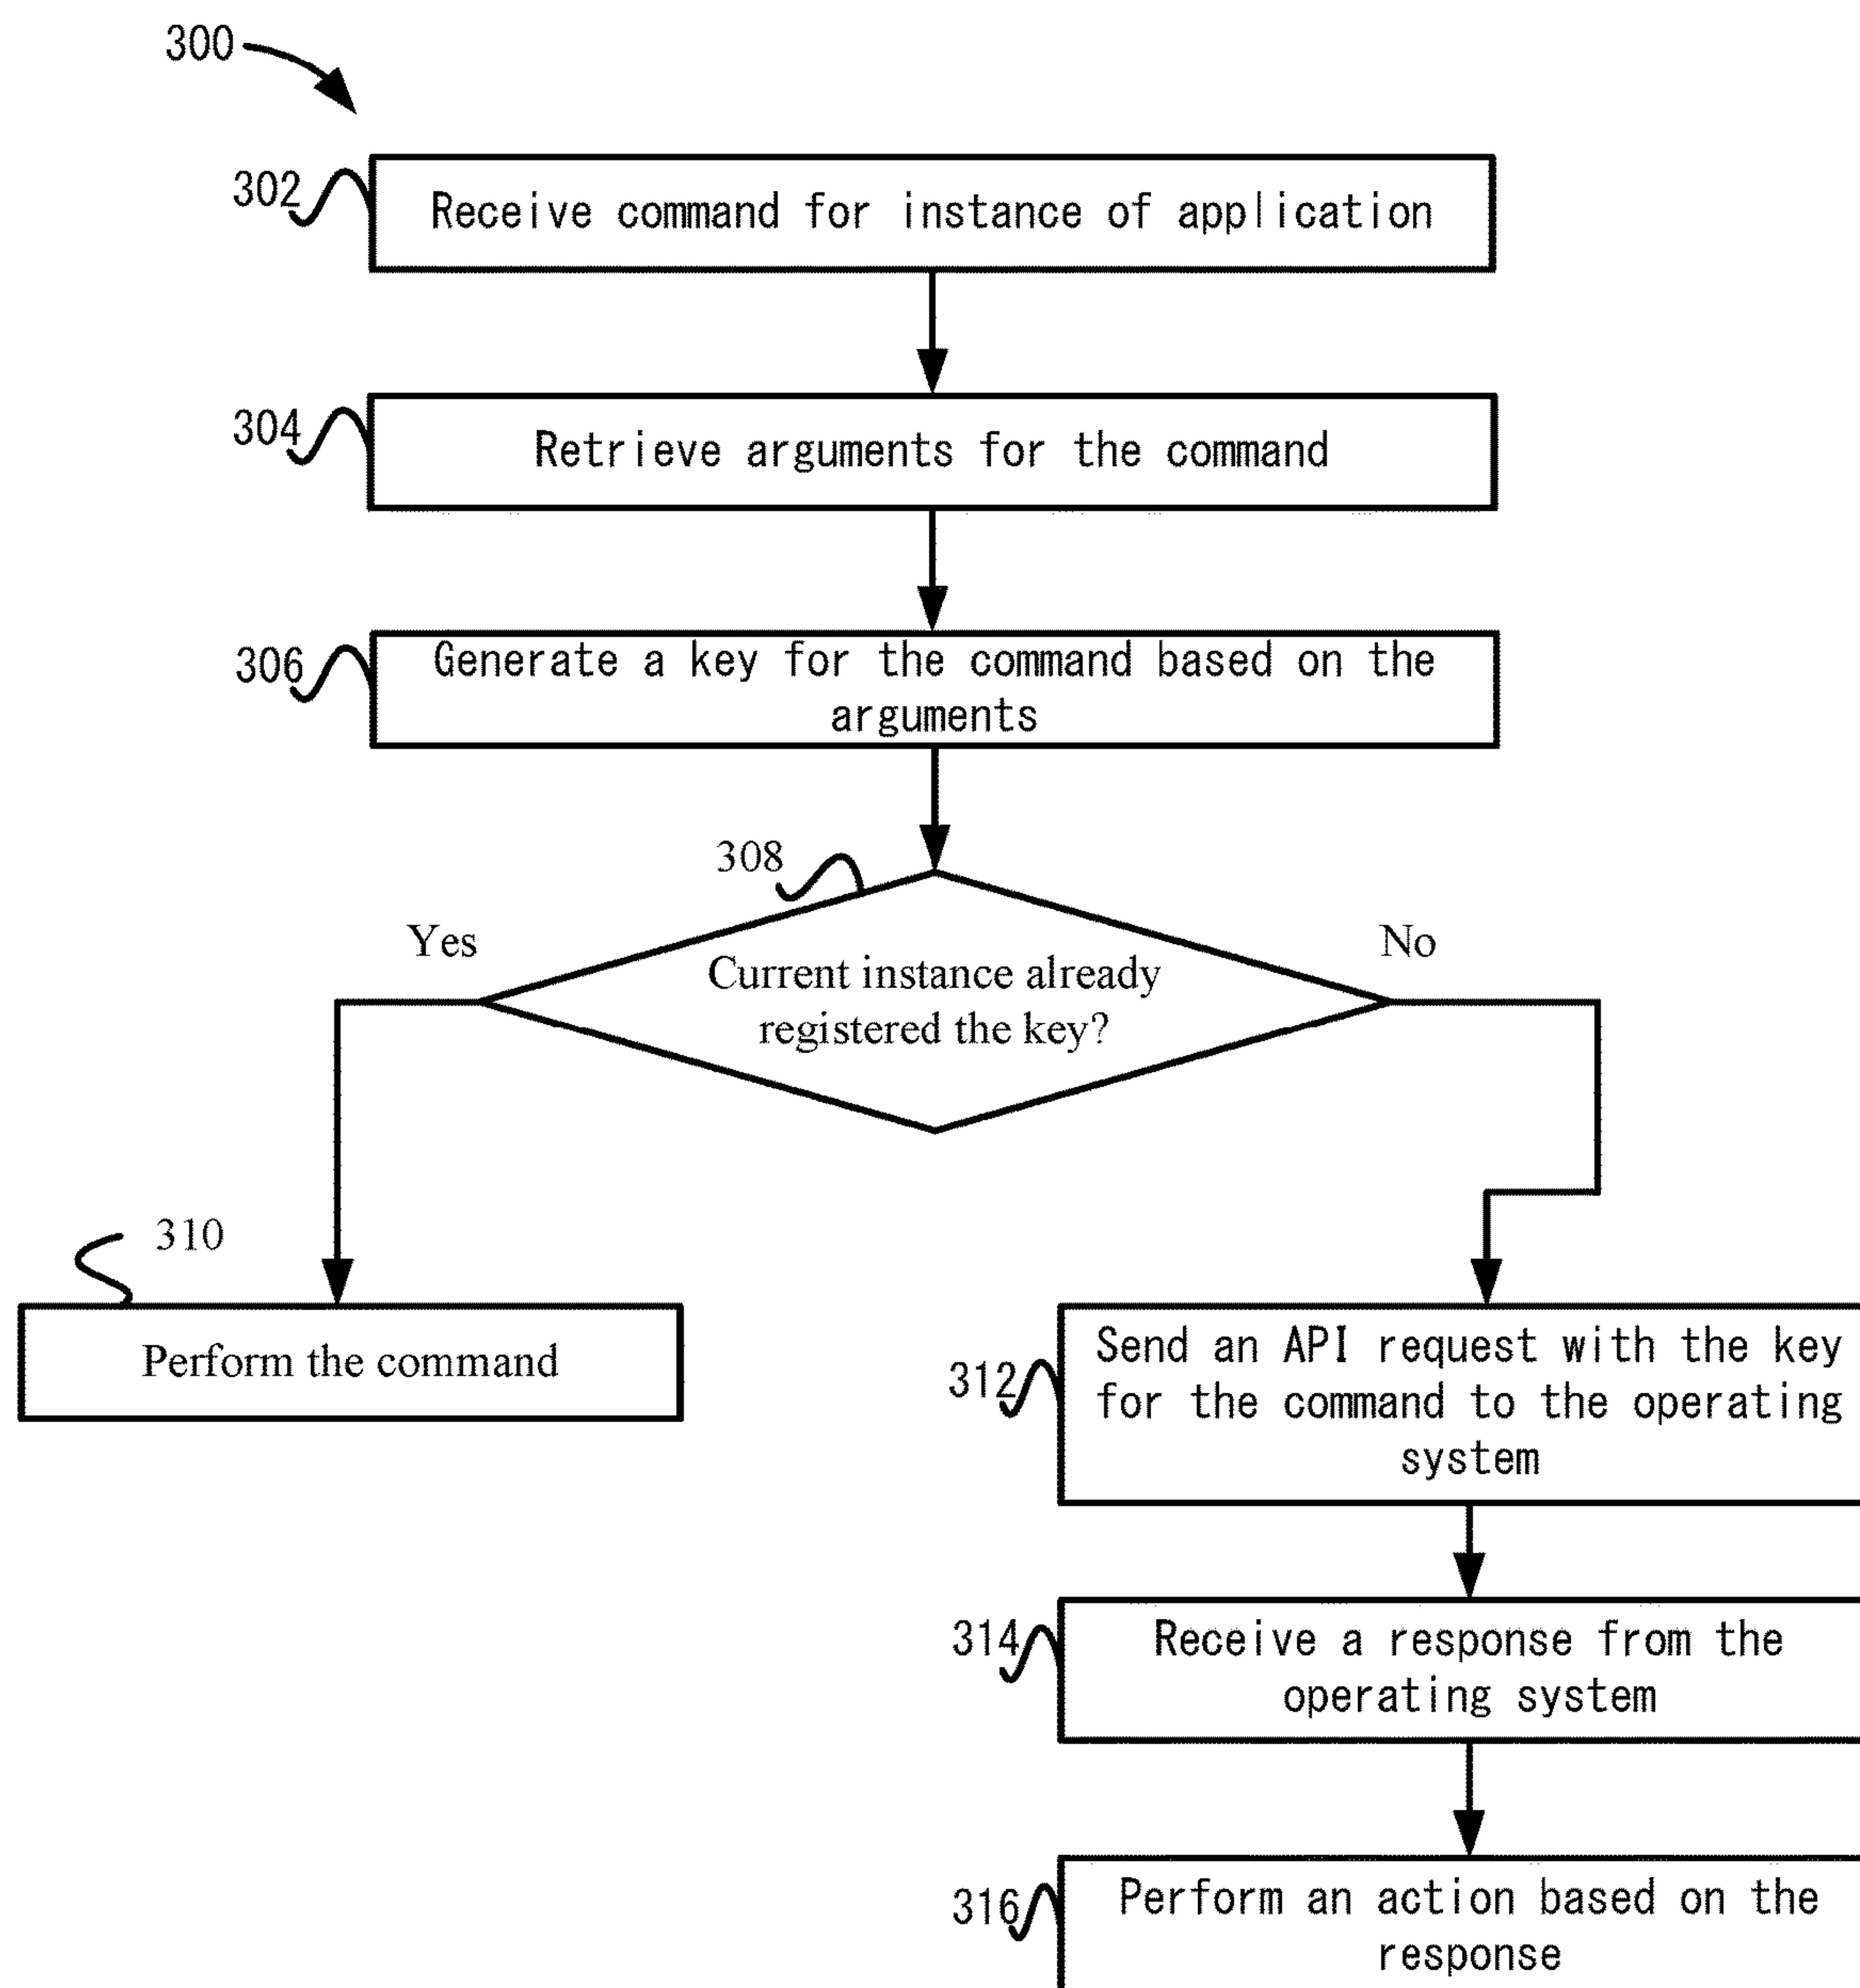 300
302
Receive command for instance of application
304
Retrieve arguments for the command
306
Generate a key for the command based on the
arguments
308
Yes
No
Current instance already
registered the key?
310
Perform the command
312
Send an API request with the key
for the command to the operating
system
314
Receive a response from the
operating system
316
Perform an action based on the
response